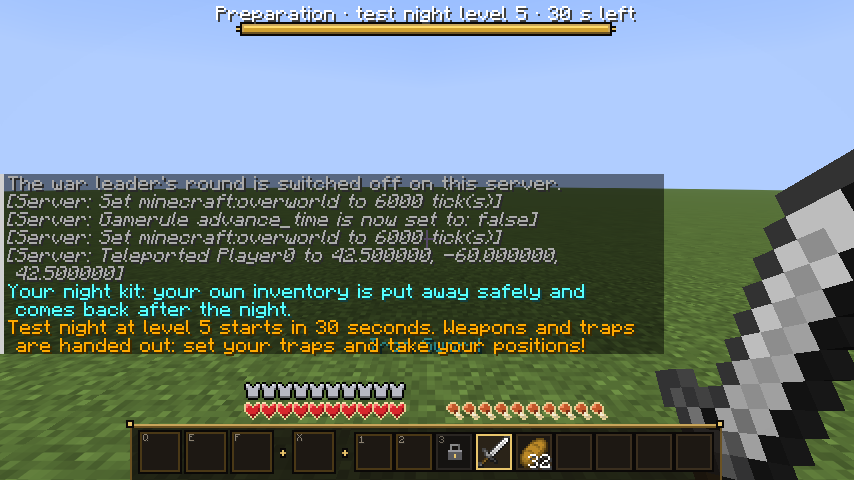 Preparation · test night level 5 · 30 s left
The war leader's round is switched off on this server.
[Server: Set minecraft:overworld to 6000 tick(s)]
[Server: Gamerule advance_time is now set to: false]
[Server: Set minecraft:overworld to 6000 tick(s)]
[Server: Teleported Player0 to 42.500000, -60.000000,
42.500000]
Your night kit: your own inventory is put away safely and
comes back after the night.
Test night at level 5 starts in 30 seconds. Weapons and traps
are handed out: set your traps and take your positions!
Q E F X 1 2 3
32